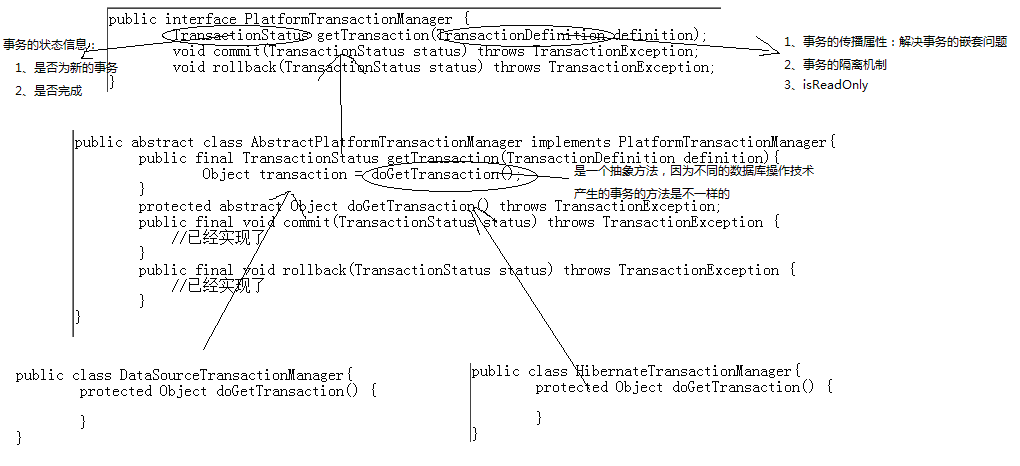 public interface PlatformTransactionManager {
TransactionStatus getTransaction(TransactionDefinition definition);
void commit(TransactionStatus status) throws TransactionException;
void rollback(TransactionStatus status) throws TransactionException;
}
事务的状态信息：
1、是否为新的事务
2、是否完成
1、事务的传播属性：解决事务的嵌套问题
2、事务的隔离机制
3、isReadOnly
public abstract class AbstractPlatformTransactionManager implements PlatformTransactionManager{
public final TransactionStatus getTransaction(TransactionDefinition definition){
Object transaction = doGetTransaction();
}
是一个抽象方法，因为不同的数据库操作技术
产生的事务的方法是不一样的
protected abstract Object doGetTransaction() throws TransactionException;
public final void commit(TransactionStatus status) throws TransactionException {
//已经实现了
}
public final void rollback(TransactionStatus status) throws TransactionException {
//已经实现了
}
}
public class DataSourceTransactionManager{
protected Object doGetTransaction() {
}
}
public class HibernateTransactionManager{
protected Object doGetTransaction() {
}
}